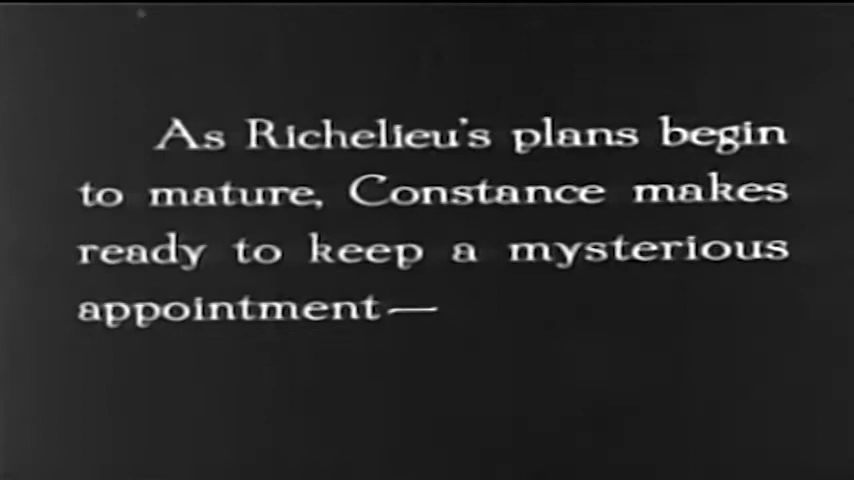 As Richelieu's plans begin
to mature, Constance makes
ready to keep a mysterious
appointment—